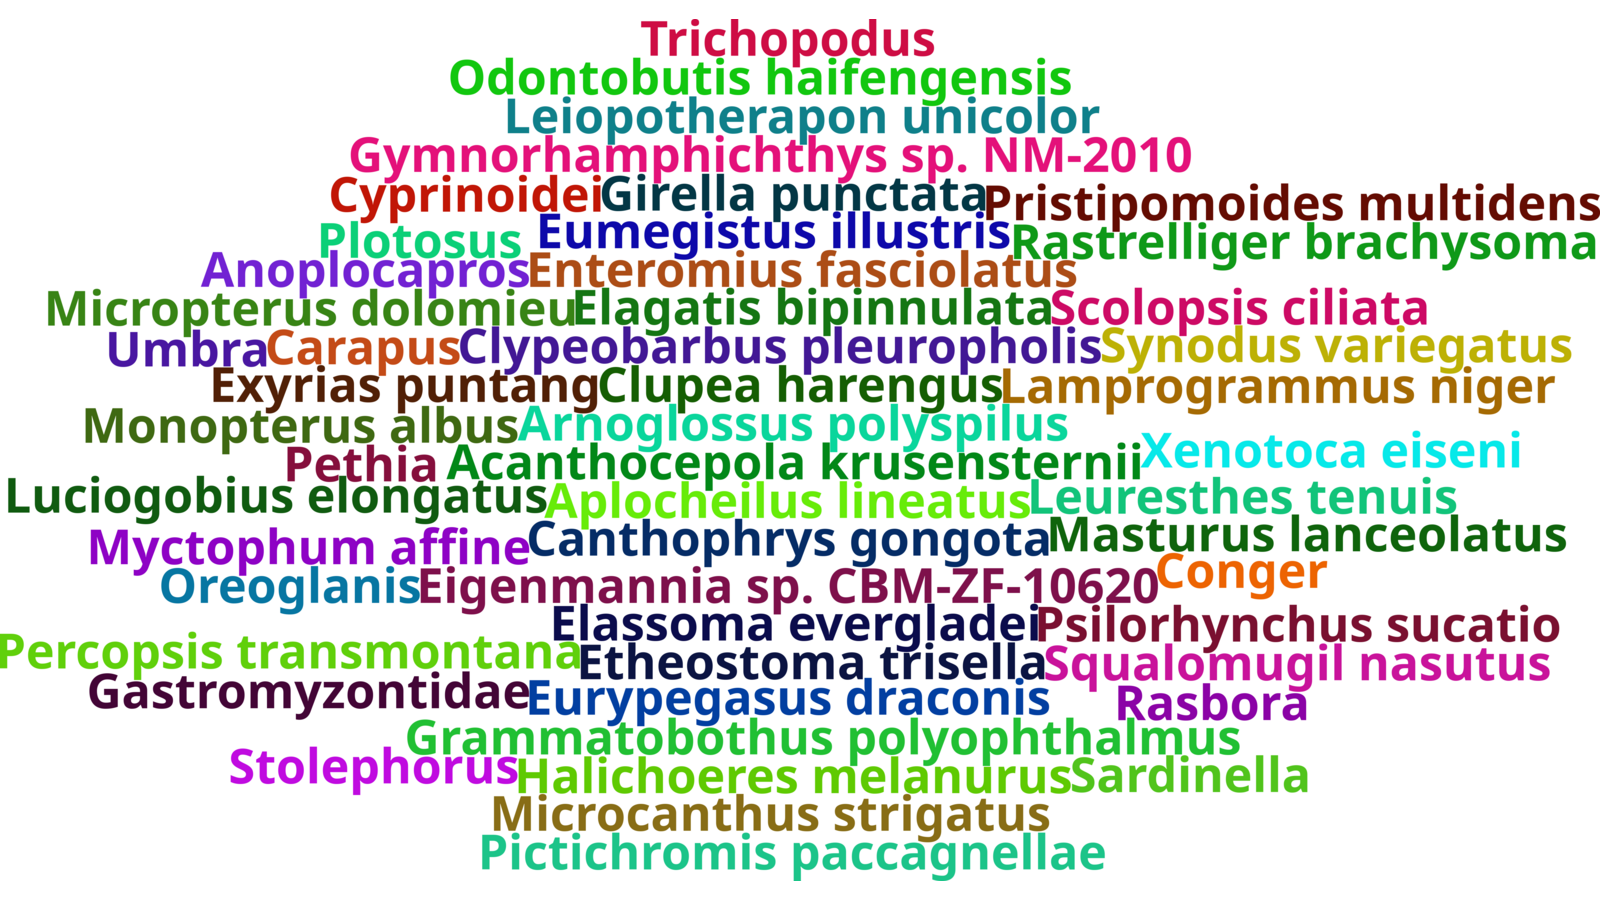 Trichopodus
Odontobutis haifengensis
Leiopotherapon unicolor
Gymnorhamphichthys sp. NM-2010
Cyprinoidei Girella punctata Pristipomoides multidens
Plotosus Eumegistus illustris Rastrelliger brachysoma
Anoplocapros Enteromius fasciolatus
Micropterus dolomieu Elagatis bipinnulata Scolopsis ciliata
Umbra Carapus Clypeobarbus pleuropholis Synodus variegatus
Exyrias puntang Clupea harengus Lamprogrammus niger
Monopterus albus Arnoglossus polyspilus
Pethia Acanthocepola krusensternii Xenotoca eiseni
Luciogobius elongatus Aplocheilus lineatus Leuresthes tenuis
Myctophum affine Canthophrys gongota Masturus lanceolatus
Oreoglanis Eigenmannia sp. CBM-ZF-10620 Conger
Elassoma evergladei Psilorhynchus sucatio
Percopsis transmontana Etheostoma trisella Squalomugil nasutus
Gastromyzontidae Eurypegasus draconis Rasbora
Grammatobothus polyophthalmus
Stolephorus Halichoeres melanurus Sardinella
Microcanthus strigatus
Pictichromis paccagnellae